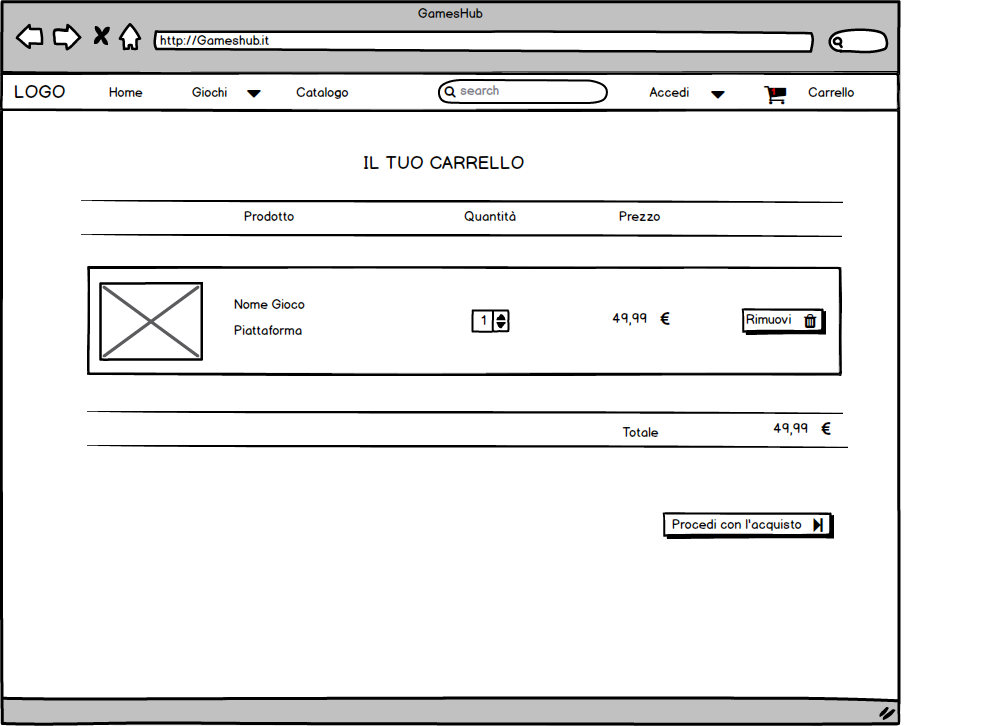 GamesHub
http://Gameshub.it
LOGO Home Giochi Catalogo search Accedi 1 Carrello
IL TUO CARRELLO
Prodotto Quantità Prezzo
Nome Gioco
1 49,99 € Rimuovi
Piattaforma
Totale 49,99 €
Procedi con l'acquisto